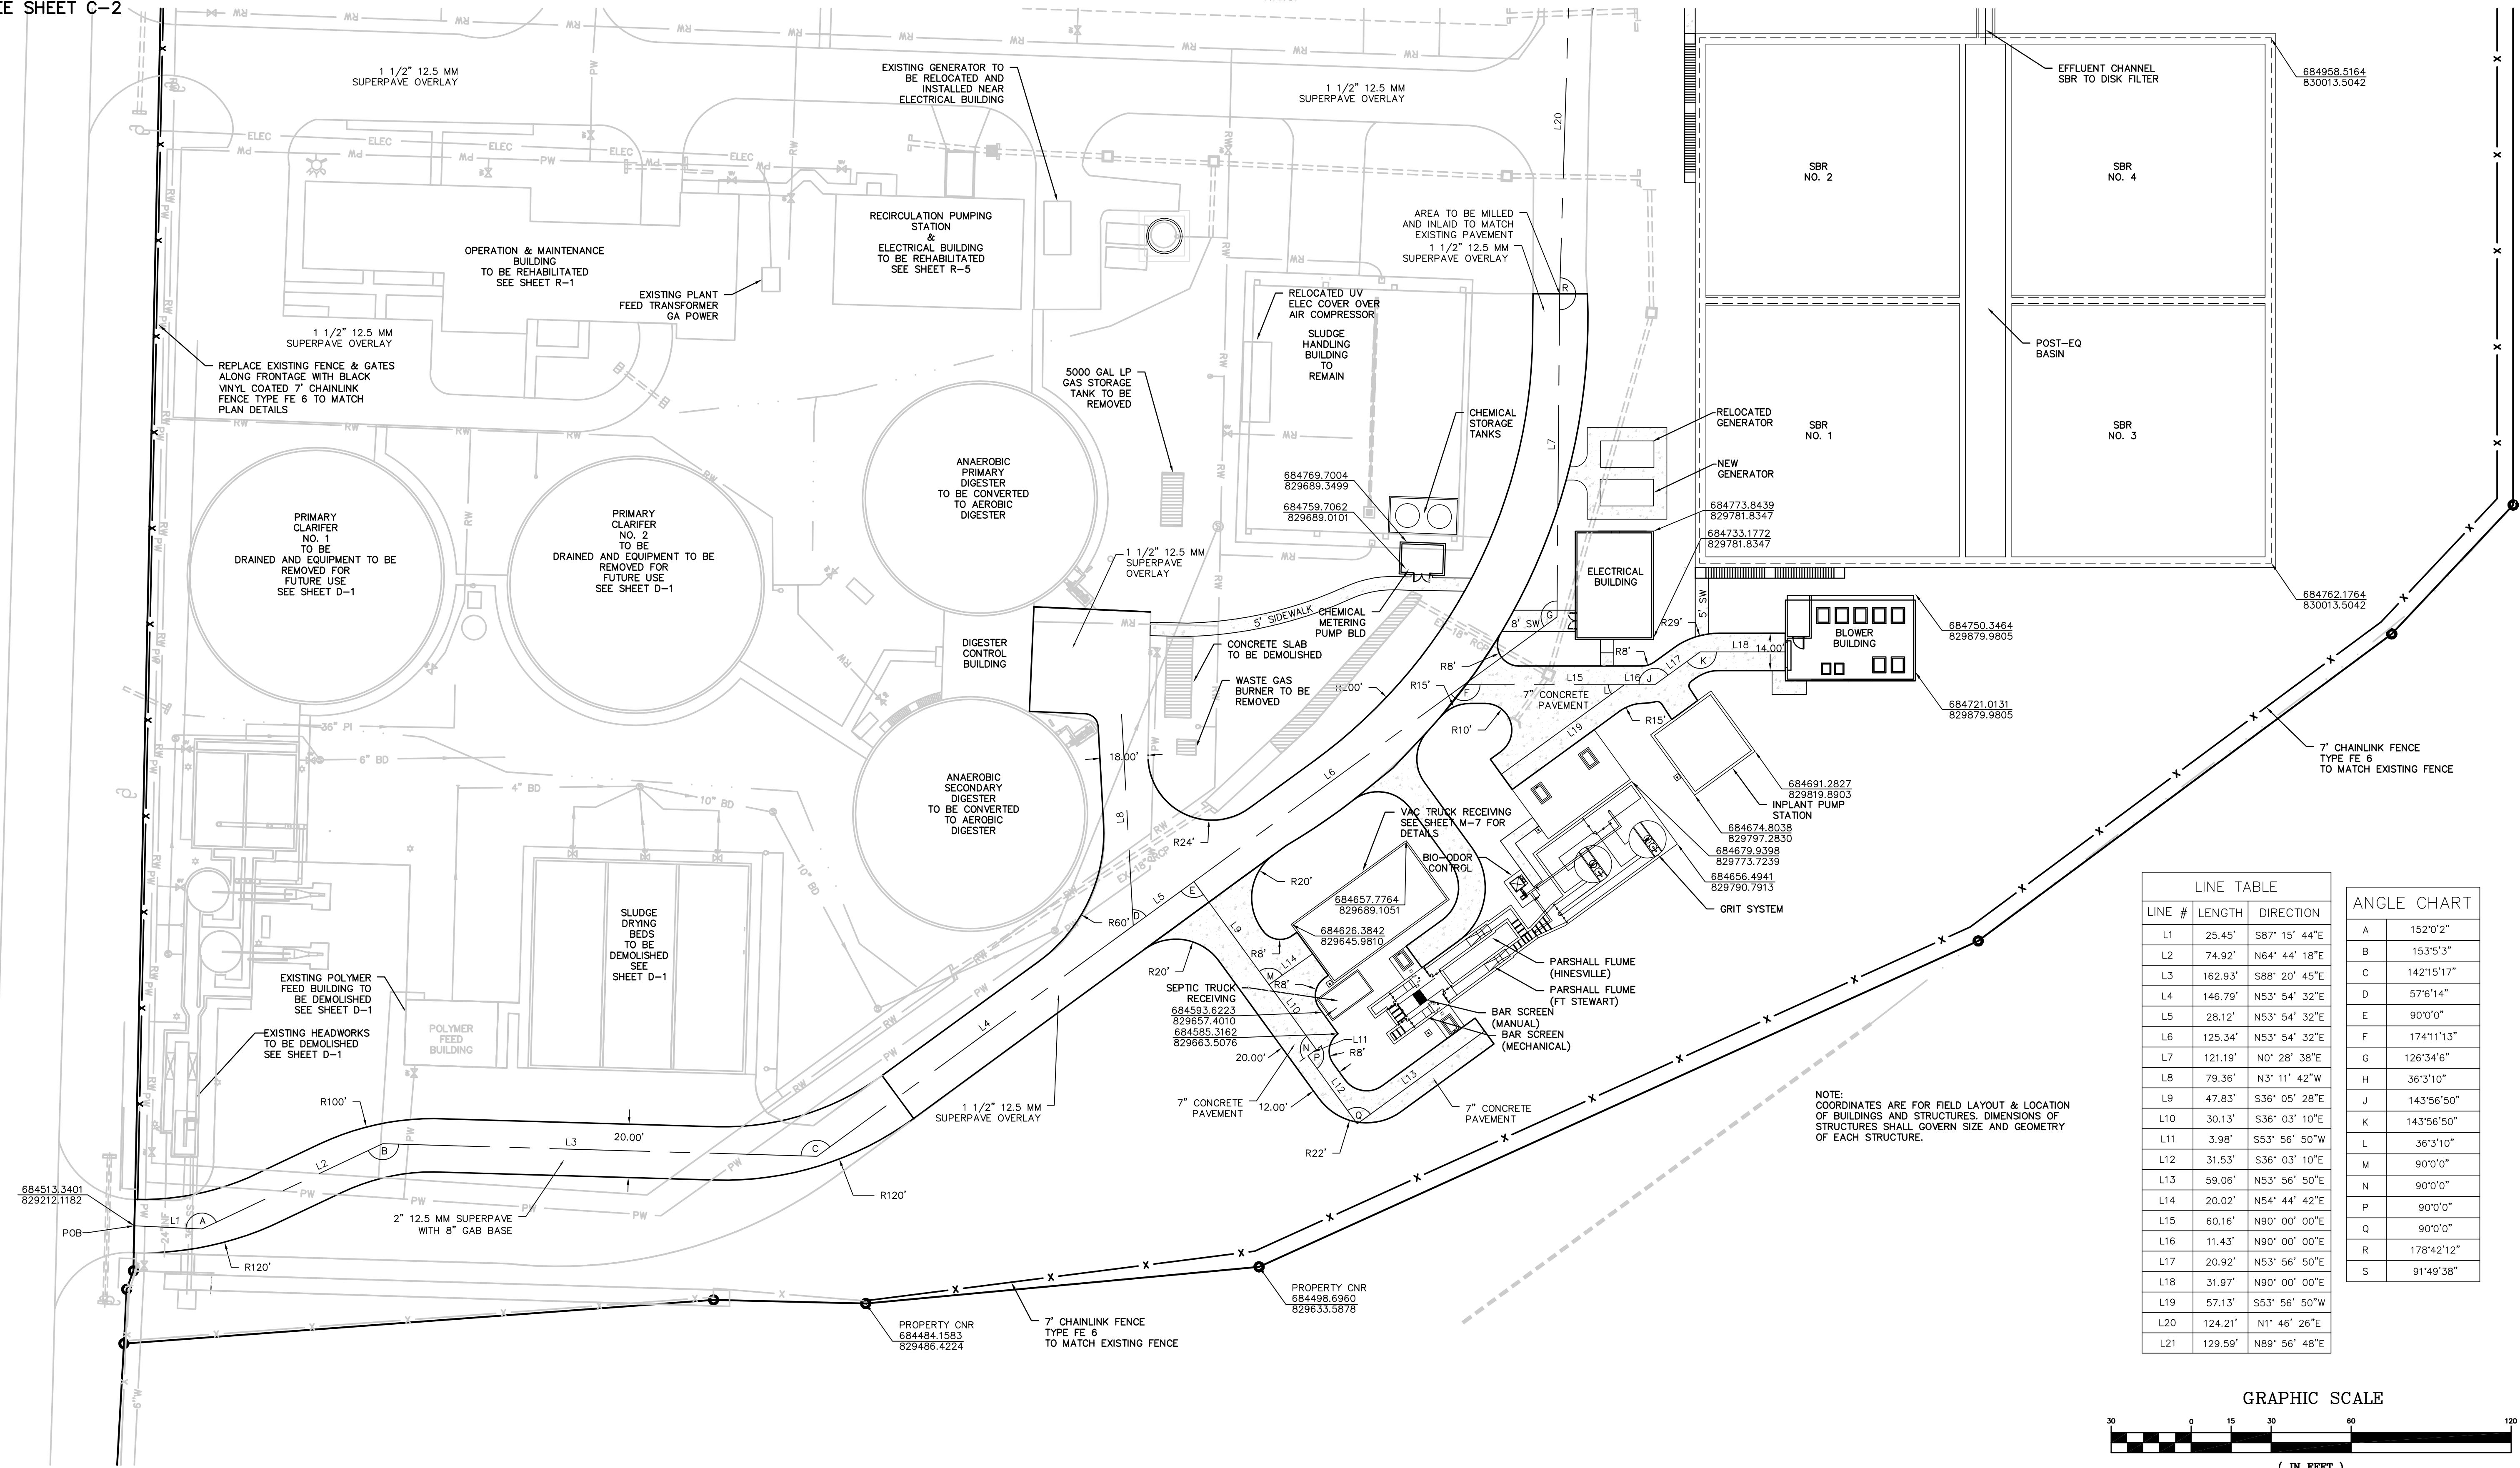 EE SHEET C-2
1 1/2" 12.5 MM
SUPERPAVE OVERLAY
EXISTING GENERATOR TO
BE RELOCATED AND
INSTALLED NEAR
ELECTRICAL BUILDING
1 1/2" 12.5 MM
SUPERPAVE OVERLAY
L20
EFFLUENT CHANNEL
SBR TO DISK FILTER
684958.5164
830013.5042
SBR
NO. 2
SBR
NO. 4
OPERATION & MAINTENANCE
BUILDING
TO BE REHABILITATED
SEE SHEET R-1
RECIRCULATION PUMPING
STATION
&
ELECTRICAL BUILDING
TO BE REHABILITATED
SEE SHEET R-5
EXISTING PLANT
FEED TRANSFORMER
GA POWER
AREA TO BE MILLED
AND INLAID TO MATCH
EXISTING PAVEMENT
1 1/2" 12.5 MM
SUPERPAVE OVERLAY
R
RELOCATED UV
ELEC COVER OVER
AIR COMPRESSOR
SLUDGE
HANDLING
BUILDING
TO
REMAIN
1 1/2" 12.5 MM
SUPERPAVE OVERLAY
REPLACE EXISTING FENCE & GATES
ALONG FRONTAGE WITH BLACK
VINYL COATED 7' CHAINLINK
FENCE TYPE FE 6 TO MATCH
PLAN DETAILS
5000 GAL LP
GAS STORAGE
TANK TO BE
REMOVED
CHEMICAL
STORAGE
TANKS
L7
RELOCATED
GENERATOR
NEW
GENERATOR
POST-EQ
BASIN
SBR
NO. 1
SBR
NO. 3
PRIMARY
CLARIFER
NO. 1
TO BE
DRAINED AND EQUIPMENT TO BE
REMOVED FOR
FUTURE USE
SEE SHEET D-1
PRIMARY
CLARIFER
NO. 2
TO BE
DRAINED AND EQUIPMENT TO BE
REMOVED FOR
FUTURE USE
SEE SHEET D-1
ANAEROBIC
PRIMARY
DIGESTER
TO BE CONVERTED
TO AEROBIC
DIGESTER
684769.7004
829689.3499
684759.7062
829689.0101
684773.8439
829781.8347
684733.1772
829781.8347
1 1/2" 12.5 MM
SUPERPAVE
OVERLAY
ELECTRICAL
BUILDING
684762.1764
830013.5042
5' SIDEWALK
CHEMICAL
METERING
PUMP BLD
G
8' SW
5' SW
R29'
BLOWER
BUILDING
684750.3464
829879.9805
DIGESTER
CONTROL
BUILDING
CONCRETE SLAB
TO BE DEMOLISHED
WASTE GAS
BURNER TO BE
REMOVED
R8'
R8'
L17
L18
14.00'
K
L15
L16
J
L
F
R200'
R15'
7" CONCRETE
PAVEMENT
R10'
L19
R15'
684721.0131
829879.9805
EX-18" RCP
36" PI
6" BD
4" BD
10" BD
10" BD
18.00'
L8
L6
R24'
ANAEROBIC
SECONDARY
DIGESTER
TO BE CONVERTED
TO AEROBIC
DIGESTER
7' CHAINLINK FENCE
TYPE FE 6
TO MATCH EXISTING FENCE
684691.2827
829819.8903
INPLANT PUMP
STATION
684674.8038
829797.2830
684679.9398
829773.7239
684656.4941
829790.7913
GRIT SYSTEM
VAC TRUCK RECEIVING
SEE SHEET M-7 FOR
DETAILS
BIO-ODOR
CONTROL
EX-18" RCP
E
L5
D
R60'
R20'
L9
684657.7764
829689.1051
684626.3842
829645.9810
SLUDGE
DRYING
BEDS
TO BE
DEMOLISHED
SEE
SHEET D-1
R20'
R8'
L14
M
R8'
L10
SEPTIC TRUCK
RECEIVING
684593.6223
829657.4010
684585.3162
829663.5076
PARSHALL FLUME
(HINESVILLE)
PARSHALL FLUME
(FT STEWART)
BAR SCREEN
(MANUAL)
BAR SCREEN
(MECHANICAL)
EXISTING POLYMER
FEED BUILDING TO
BE DEMOLISHED
SEE SHEET D-1
EXISTING HEADWORKS
TO BE DEMOLISHED
SEE SHEET D-1
POLYMER
FEED
BUILDING
L4
N
P
L11
R8'
20.00'
L12
L13
7" CONCRETE
PAVEMENT
12.00'
Q
7" CONCRETE
PAVEMENT
R22'
R100'
20.00'
L3
1 1/2" 12.5 MM
SUPERPAVE OVERLAY
B
C
L2
R120'
684513.3401
829212.1182
L1
A
POB
2" 12.5 MM SUPERPAVE
WITH 8" GAB BASE
R120'
PROPERTY CNR
684498.6960
829633.5878
PROPERTY CNR
684484.1583
829486.4224
7' CHAINLINK FENCE
TYPE FE 6
TO MATCH EXISTING FENCE
NOTE:
COORDINATES ARE FOR FIELD LAYOUT & LOCATION
OF BUILDINGS AND STRUCTURES. DIMENSIONS OF
STRUCTURES SHALL GOVERN SIZE AND GEOMETRY
OF EACH STRUCTURE.
LINE TABLE
LINE # LENGTH DIRECTION
L1 25.45' S87° 15' 44"E
L2 74.92' N64° 44' 18"E
L3 162.93' S88° 20' 45"E
L4 146.79' N53° 54' 32"E
L5 28.12' N53° 54' 32"E
L6 125.34' N53° 54' 32"E
L7 121.19' N0° 28' 38"E
L8 79.36' N3° 11' 42"W
L9 47.83' S36° 05' 28"E
L10 30.13' S36° 03' 10"E
L11 3.98' S53° 56' 50"W
L12 31.53' S36° 03' 10"E
L13 59.06' N53° 56' 50"E
L14 20.02' N54° 44' 42"E
L15 60.16' N90° 00' 00"E
L16 11.43' N90° 00' 00"E
L17 20.92' N53° 56' 50"E
L18 31.97' N90° 00' 00"E
L19 57.13' S53° 56' 50"W
L20 124.21' N1° 46' 26"E
L21 129.59' N89° 56' 48"E
ANGLE CHART
A 152°0'2"
B 153°5'3"
C 142°15'17"
D 57°6'14"
E 90°0'0"
F 174°11'13"
G 126°34'6"
H 36°3'10"
J 143°56'50"
K 143°56'50"
L 36°3'10"
M 90°0'0"
N 90°0'0"
P 90°0'0"
Q 90°0'0"
R 178°42'12"
S 91°49'38"
GRAPHIC SCALE
30 0 15 30 60 120
( IN FEET )